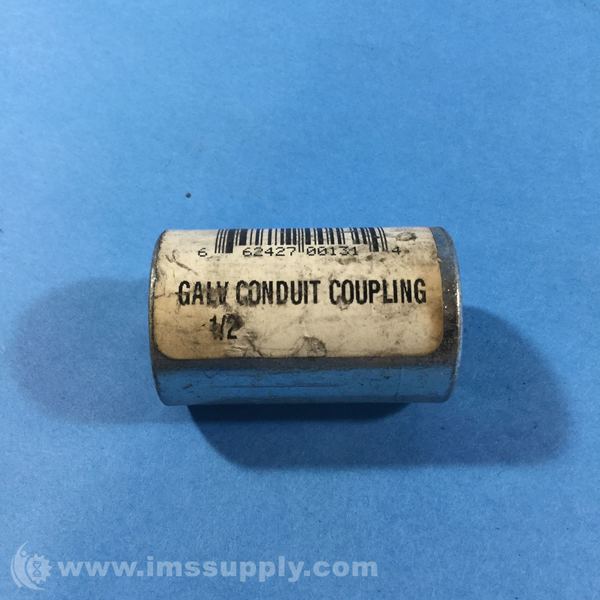 6 62427 00131 4
GALV CONDUIT COUPLING
1/2
www.imssupply.com